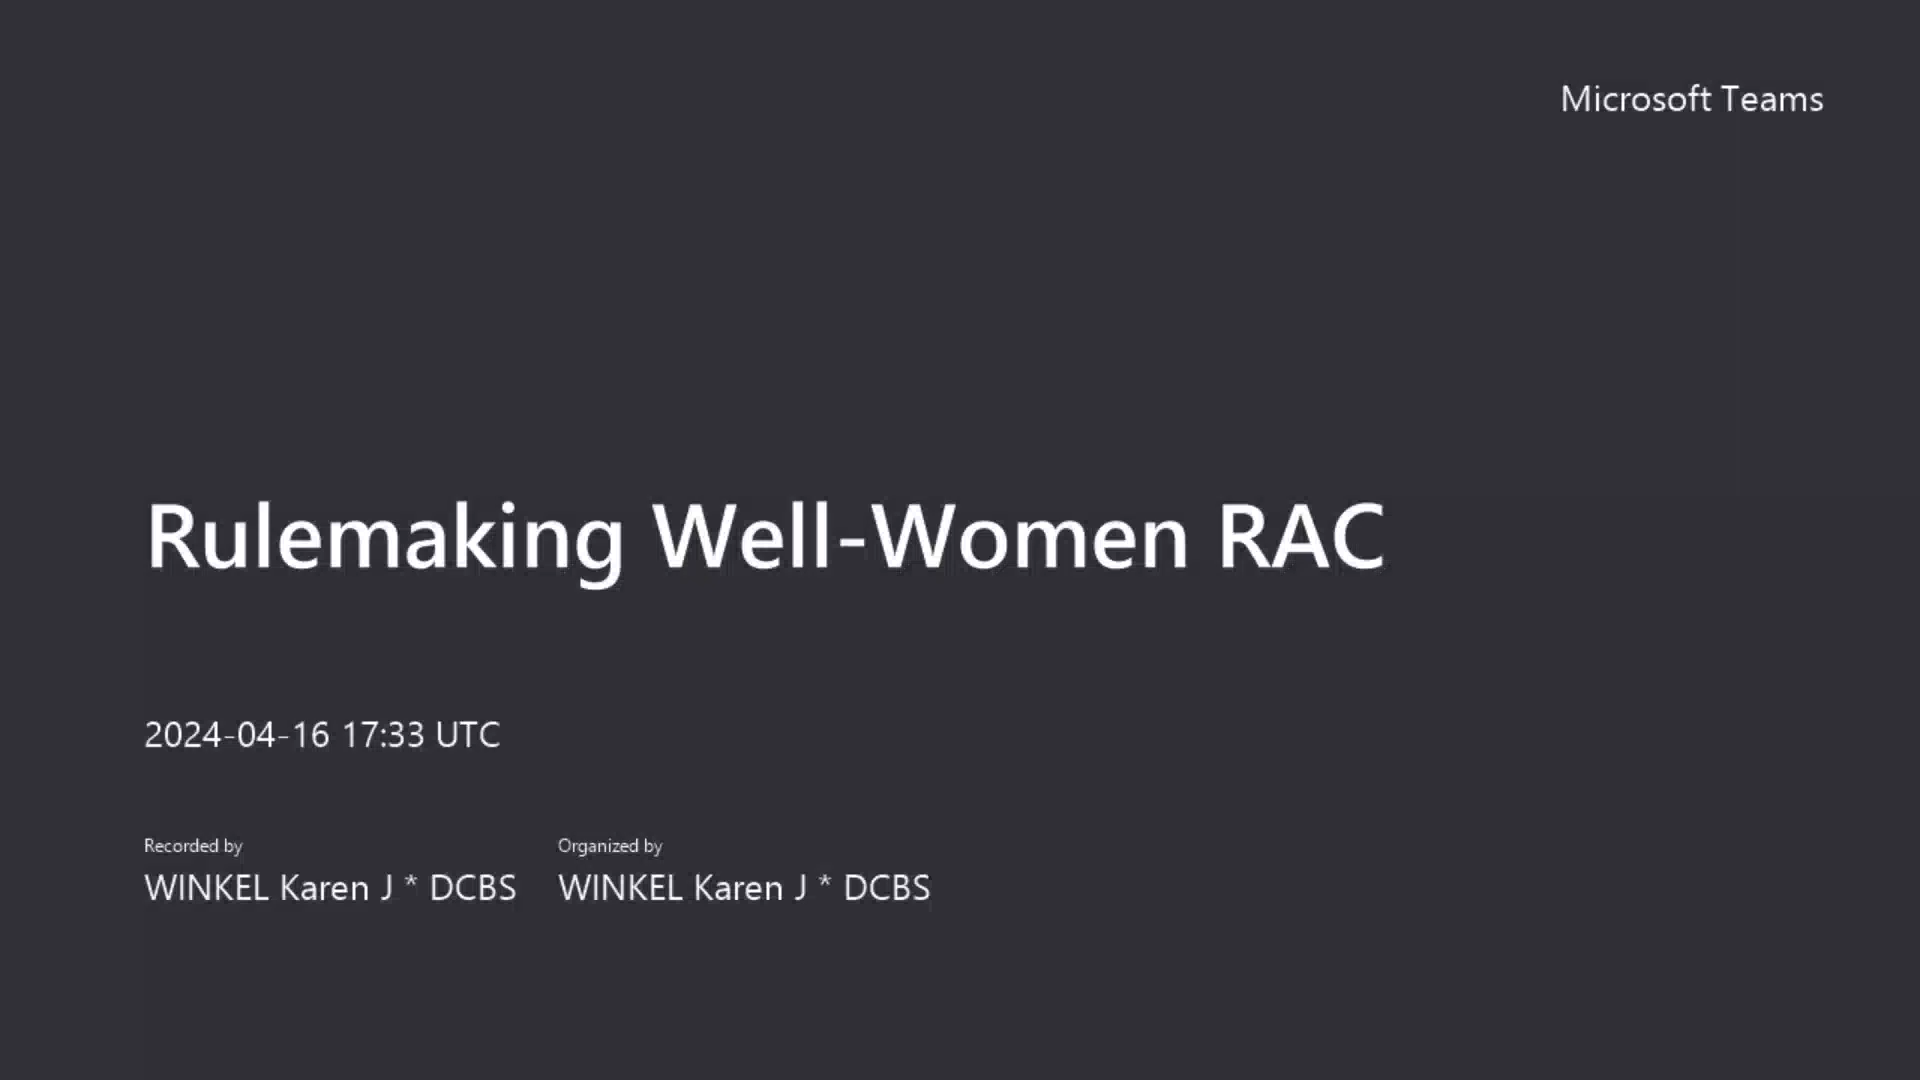 Microsoft Teams
Rulemaking Well-Women RAC
2024-04-16 17:33 UTC
Recorded by
WINKEL Karen J * DCBS
Organized by
WINKEL Karen J * DCBS